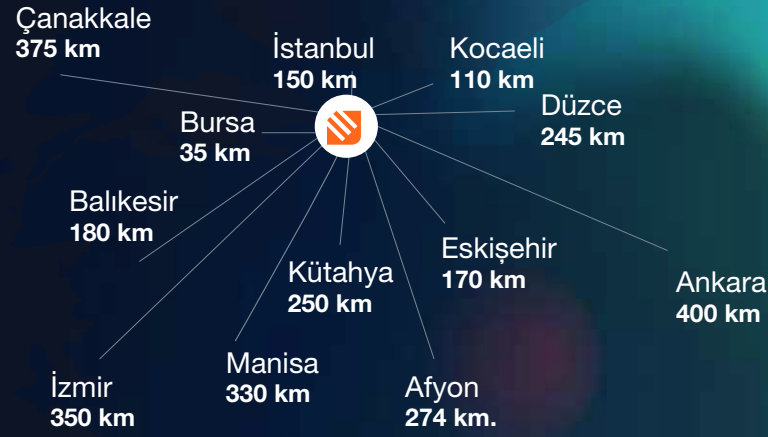 Çanakkale
375 km
İstanbul
150 km
Kocaeli
110 km
Düzce
245 km
Bursa
35 km
Balıkesir
180 km
Eskişehir
170 km
Kütahya
250 km
Ankara
400 km
Manisa
330 km
İzmir
350 km
Afyon
274 km.